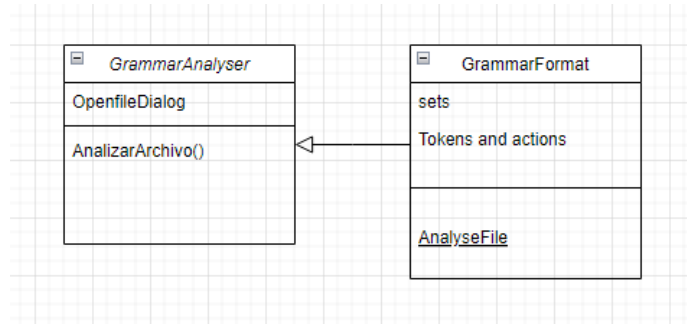 GrammarAnalyser
OpenfileDialog
AnalizarArchivo()
GrammarFormat
sets
Tokens and actions
AnalyseFile